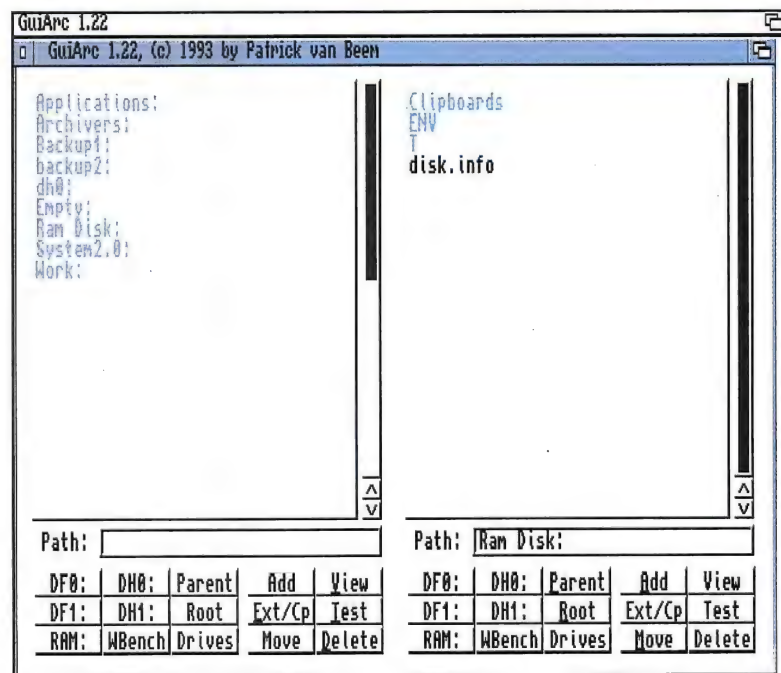 GuiArc 1.22
GuiArc 1.22, (c) 1993 by Patrick van Beem
Applications:
Archivers:
Backup1:
backup2:
dh0:
Empty:
Ram Disk:
System2.0:
Work:
Path:
DF0: DH0: Parent Add View
DF1: DH1: Root Ext/Cp Test
RAM: WBench Drives Move Delete
Clipboards
ENV
T
disk.info
Path: Ram Disk:
DF0: DH0: Parent Add View
DF1: DH1: Root Ext/Cp Test
RAM: WBench Drives Move Delete